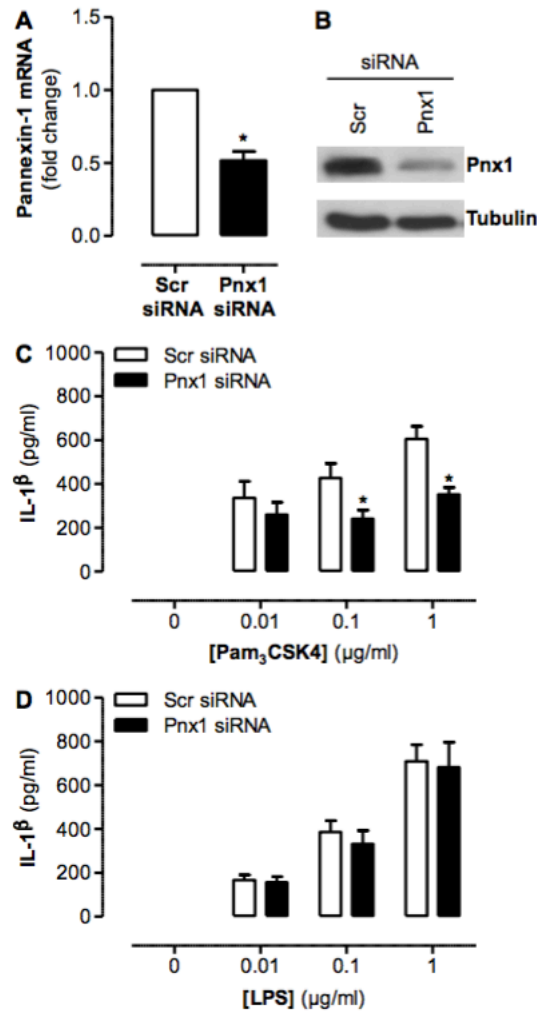 A
Pannexin-1 mRNA
(fold change)
1.5
1.0
0.5
0.0
*
Scr
siRNA
Pnx1
siRNA
B
siRNA
Scr
Pnx1
Pnx1
Tubulin
C
IL-1β (pg/ml)
1000
800
600
400
200
0
Scr siRNA
Pnx1 siRNA
*
*
0 0.01 0.1 1
[Pam₃CSK4] (µg/ml)
D
IL-1β (pg/ml)
1000
800
600
400
200
0
Scr siRNA
Pnx1 siRNA
0 0.01 0.1 1
[LPS] (µg/ml)